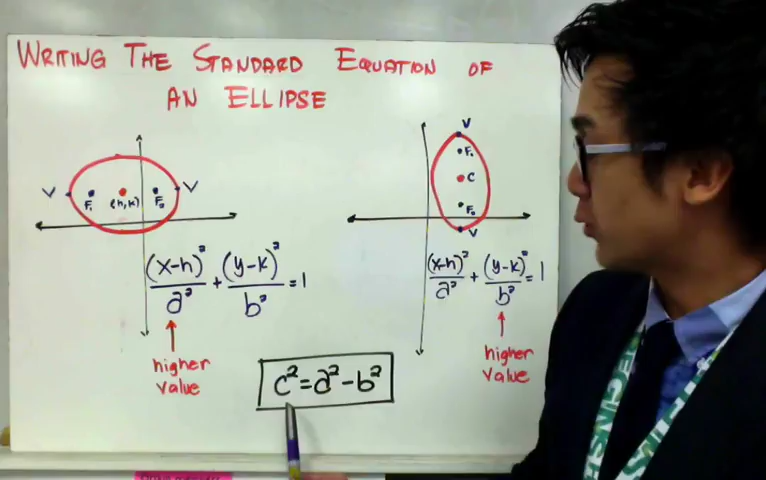 WRITING THE STANDARD EQUATION OF
AN ELLIPSE
V F₁ (h,k) F₂ V
V
F₁
C
F₂
V
(x-h)²/a² + (y-k)²/b² = 1
higher
value
(x-h)²/a² + (y-k)²/b² = 1
higher
value
c² = a² - b²